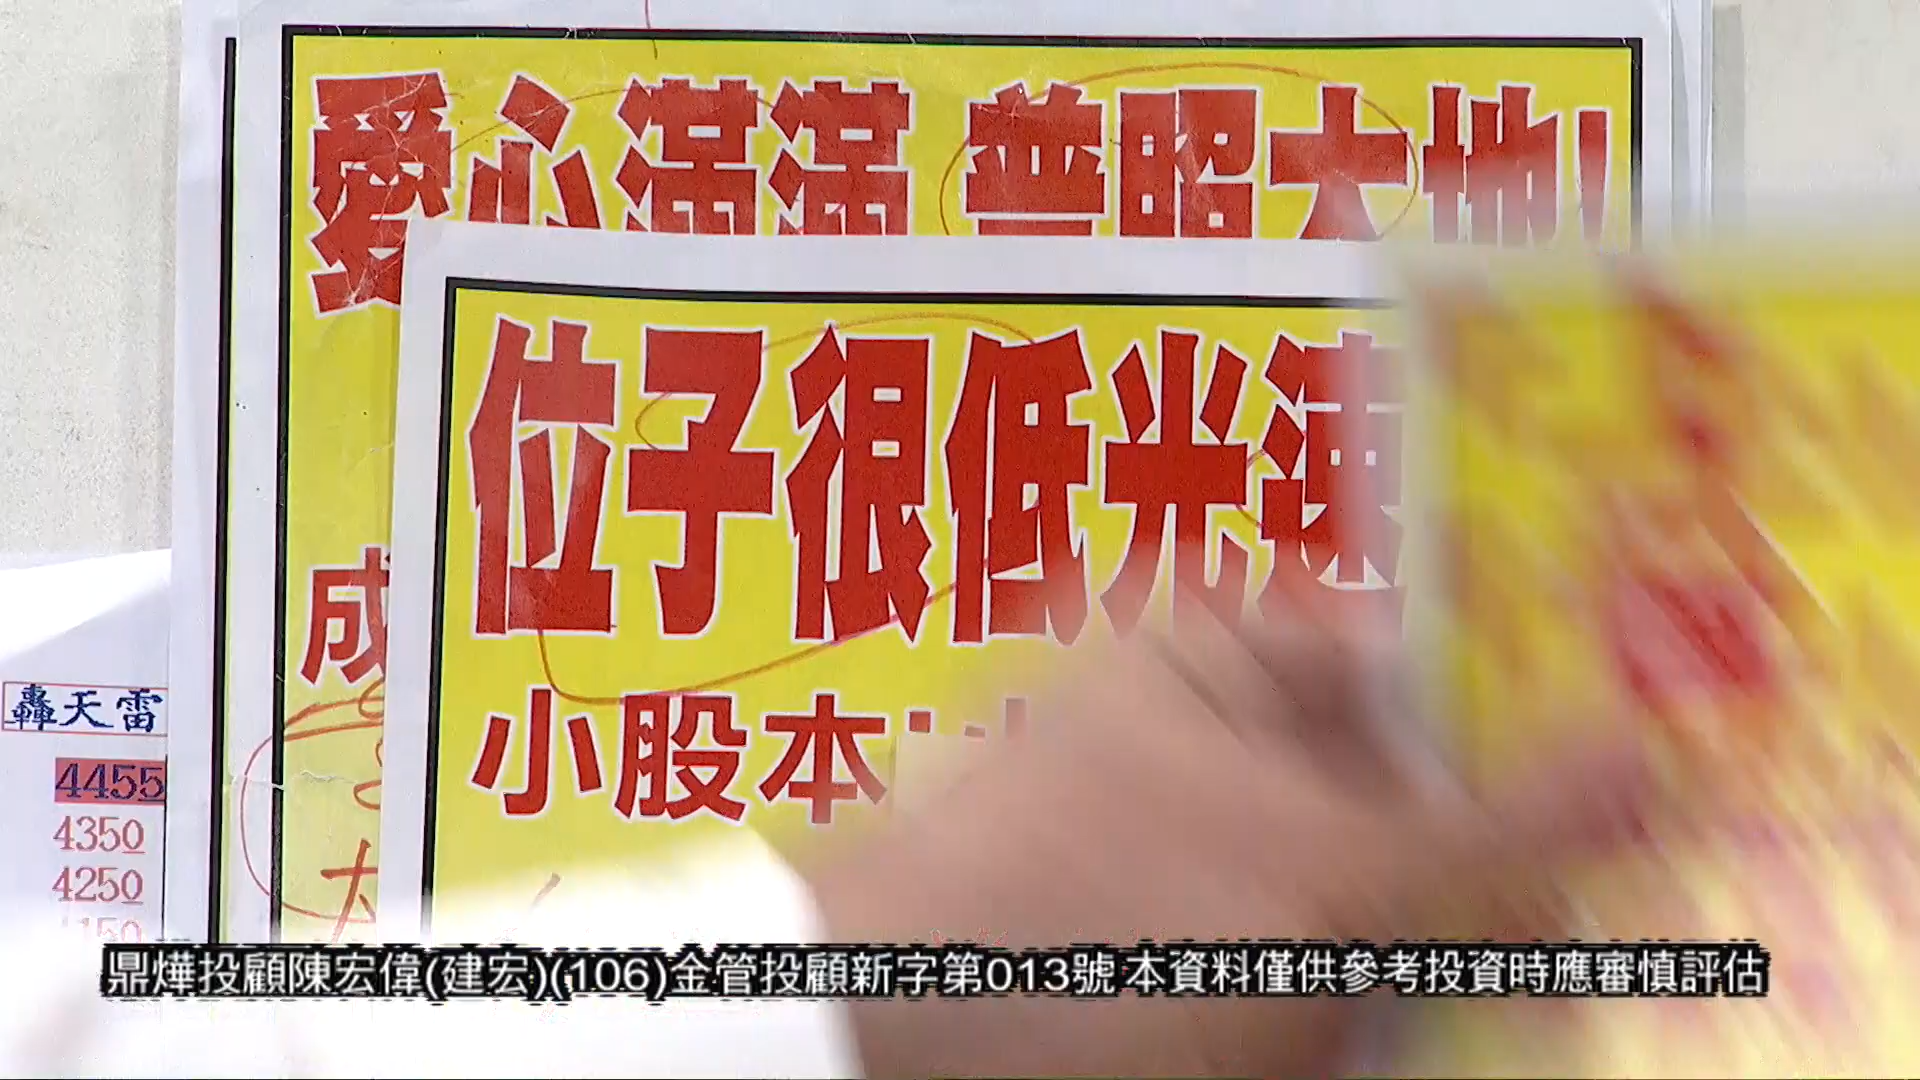 愛心滿滿 普照大地!
位子很低光速
成
小股本
轟天雷
4455
4350
4250
4150
鼎燁投顧陳宏偉(建宏)(106)金管投顧新字第013號 本資料僅供參考投資時應審慎評估